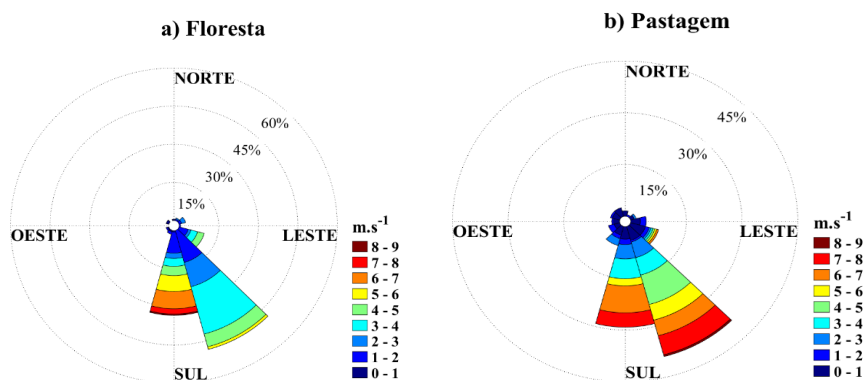 a) Floresta
NORTE
60%
45%
30%
15%
OESTE
LESTE
SUL
m.s⁻¹
8 - 9
7 - 8
6 - 7
5 - 6
4 - 5
3 - 4
2 - 3
1 - 2
0 - 1
b) Pastagem
NORTE
45%
30%
15%
OESTE
LESTE
SUL
m.s⁻¹
8 - 9
7 - 8
6 - 7
5 - 6
4 - 5
3 - 4
2 - 3
1 - 2
0 - 1